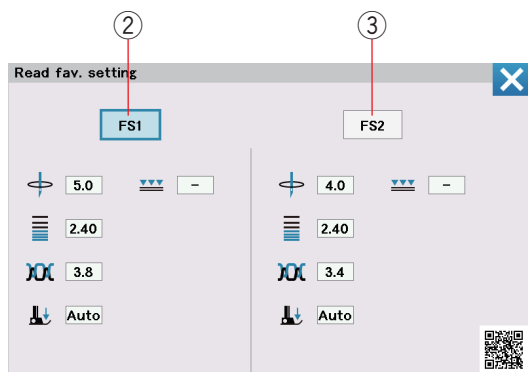 ② ③
Read fav. setting
FS1 FS2
5.0 – 4.0 –
2.40 2.40
3.8 3.4
Auto Auto